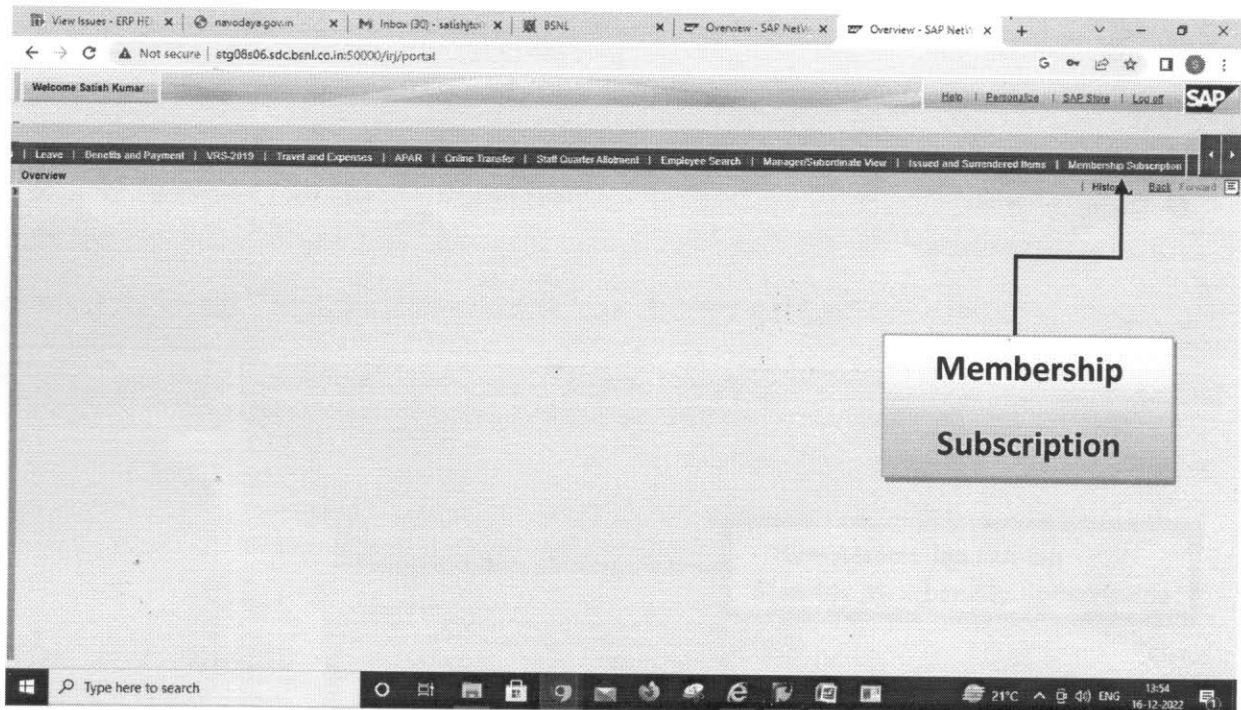 View Issues - ERP HE
navodaya.gov.in
Inbox (30) - satishjto
BSNL
Overview - SAP NetW
Overview - SAP NetW
Not secure | stg08s06.sdc.bsnl.co.in:50000/irj/portal
Welcome Satish Kumar
Help | Personalize | SAP Store | Log off
SAP
| Leave | Benefits and Payment | VRS-2019 | Travel and Expenses | APAR | Online Transfer | Staff Quarter Allotment | Employee Search | Manager/Subordinate View | Issued and Surrendered Items | Membership Subscription
Overview
| History Back Forward
Membership
Subscription
Type here to search
21°C
ENG
13:54
16-12-2022